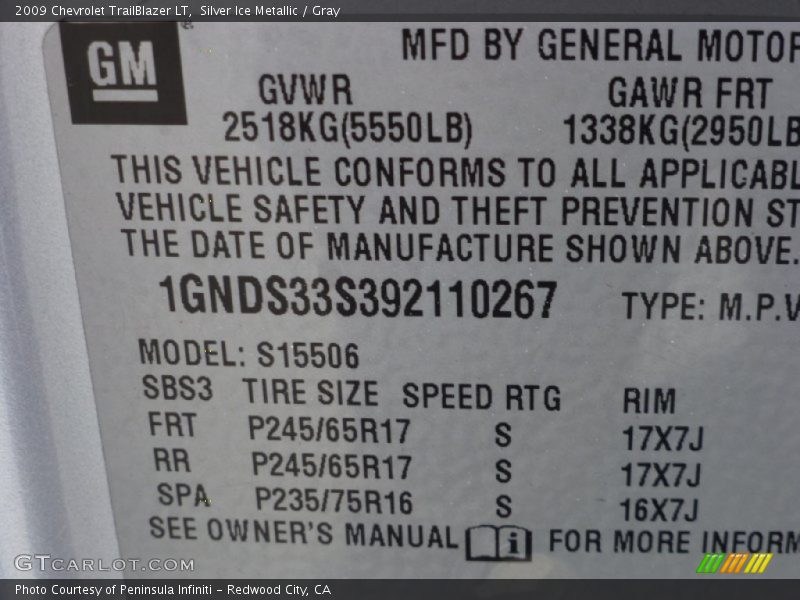 2009 Chevrolet TrailBlazer LT, Silver Ice Metallic / Gray
GM
MFD BY GENERAL MOTOR
GVWR GAWR FRT
2518KG(5550LB) 1338KG(2950LB
THIS VEHICLE CONFORMS TO ALL APPLICABL
VEHICLE SAFETY AND THEFT PREVENTION ST
THE DATE OF MANUFACTURE SHOWN ABOVE.
1GNDS33S392110267 TYPE: M.P.V
MODEL: S15506
SBS3 TIRE SIZE SPEED RTG RIM
FRT P245/65R17 S 17X7J
RR P245/65R17 S 17X7J
SPA P235/75R16 S 16X7J
SEE OWNER'S MANUAL i FOR MORE INFORM
GTCARLOT.COM
Photo Courtesy of Peninsula Infiniti – Redwood City, CA